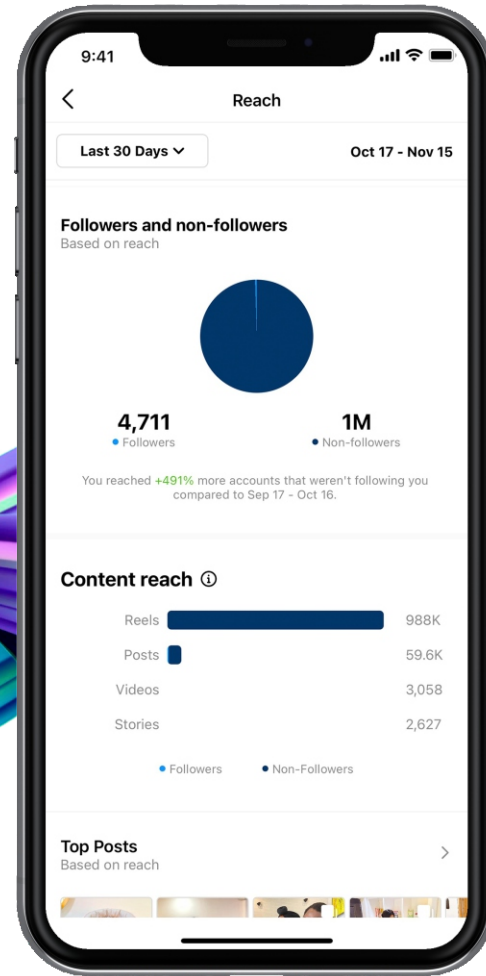 9:41
Reach
Last 30 Days
Oct 17 - Nov 15
Followers and non-followers
Based on reach
4,711
1M
Followers
Non-followers
You reached +491% more accounts that weren't following you
compared to Sep 17 - Oct 16.
Content reach
Reels 988K
Posts 59.6K
Videos 3,058
Stories 2,627
Followers
Non-Followers
Top Posts
Based on reach